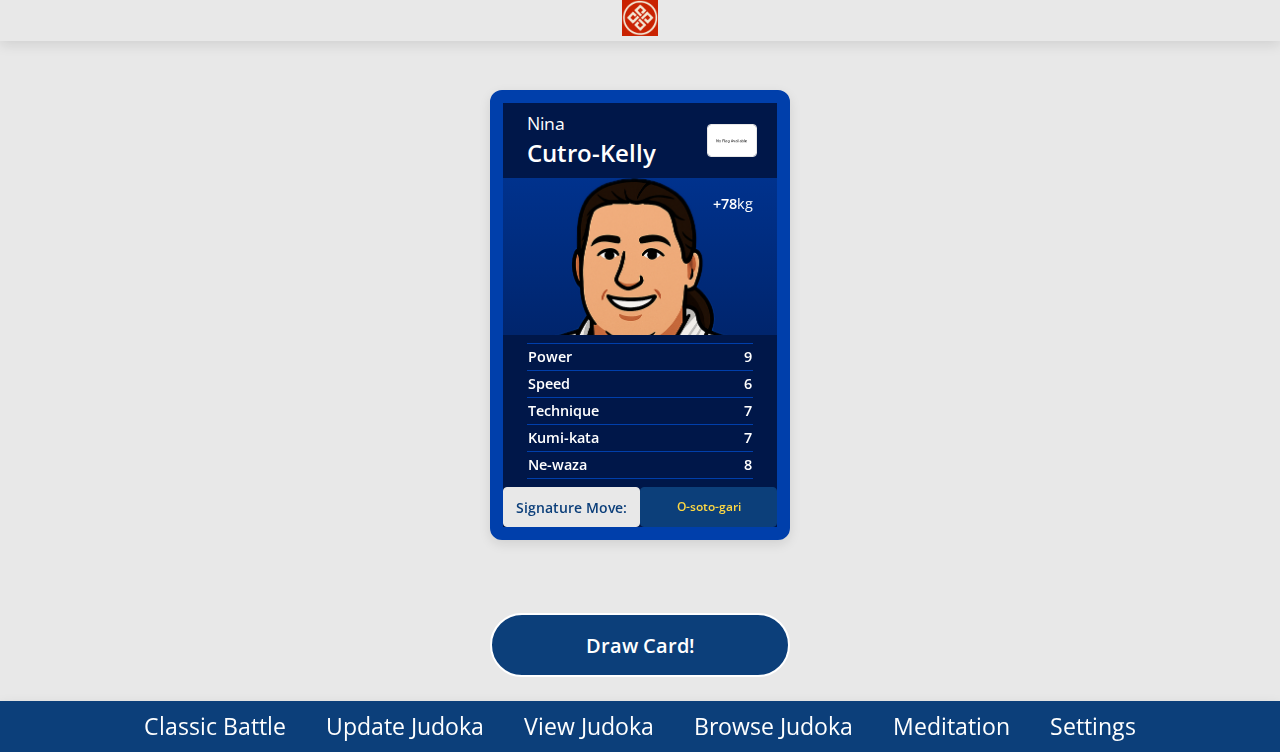 Nina
Cutro-Kelly
No Flag Available
+78kg
Power 9
Speed 6
Technique 7
Kumi-kata 7
Ne-waza 8
Signature Move: O-soto-gari
Draw Card!
Classic Battle Update Judoka View Judoka Browse Judoka Meditation Settings